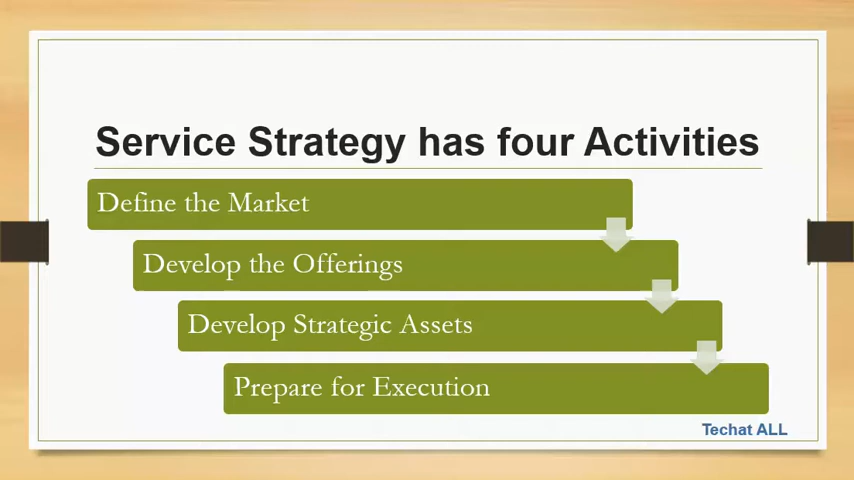 Service Strategy has four Activities
Define the Market
Develop the Offerings
Develop Strategic Assets
Prepare for Execution
Techat ALL